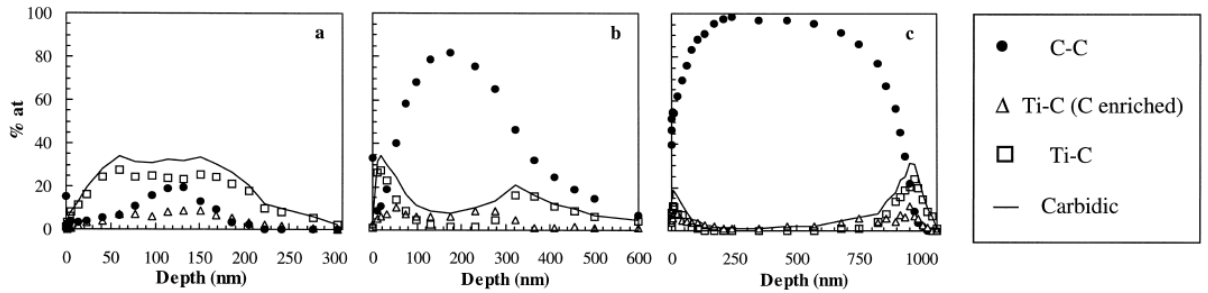 100
80
60
40
20
0
% at
a
0 50 100 150 200 250 300
Depth (nm)
b
0 100 200 300 400 500 600
Depth (nm)
c
0 250 500 750 1000
Depth (nm)
C-C
Ti-C (C enriched)
Ti-C
Carbidic